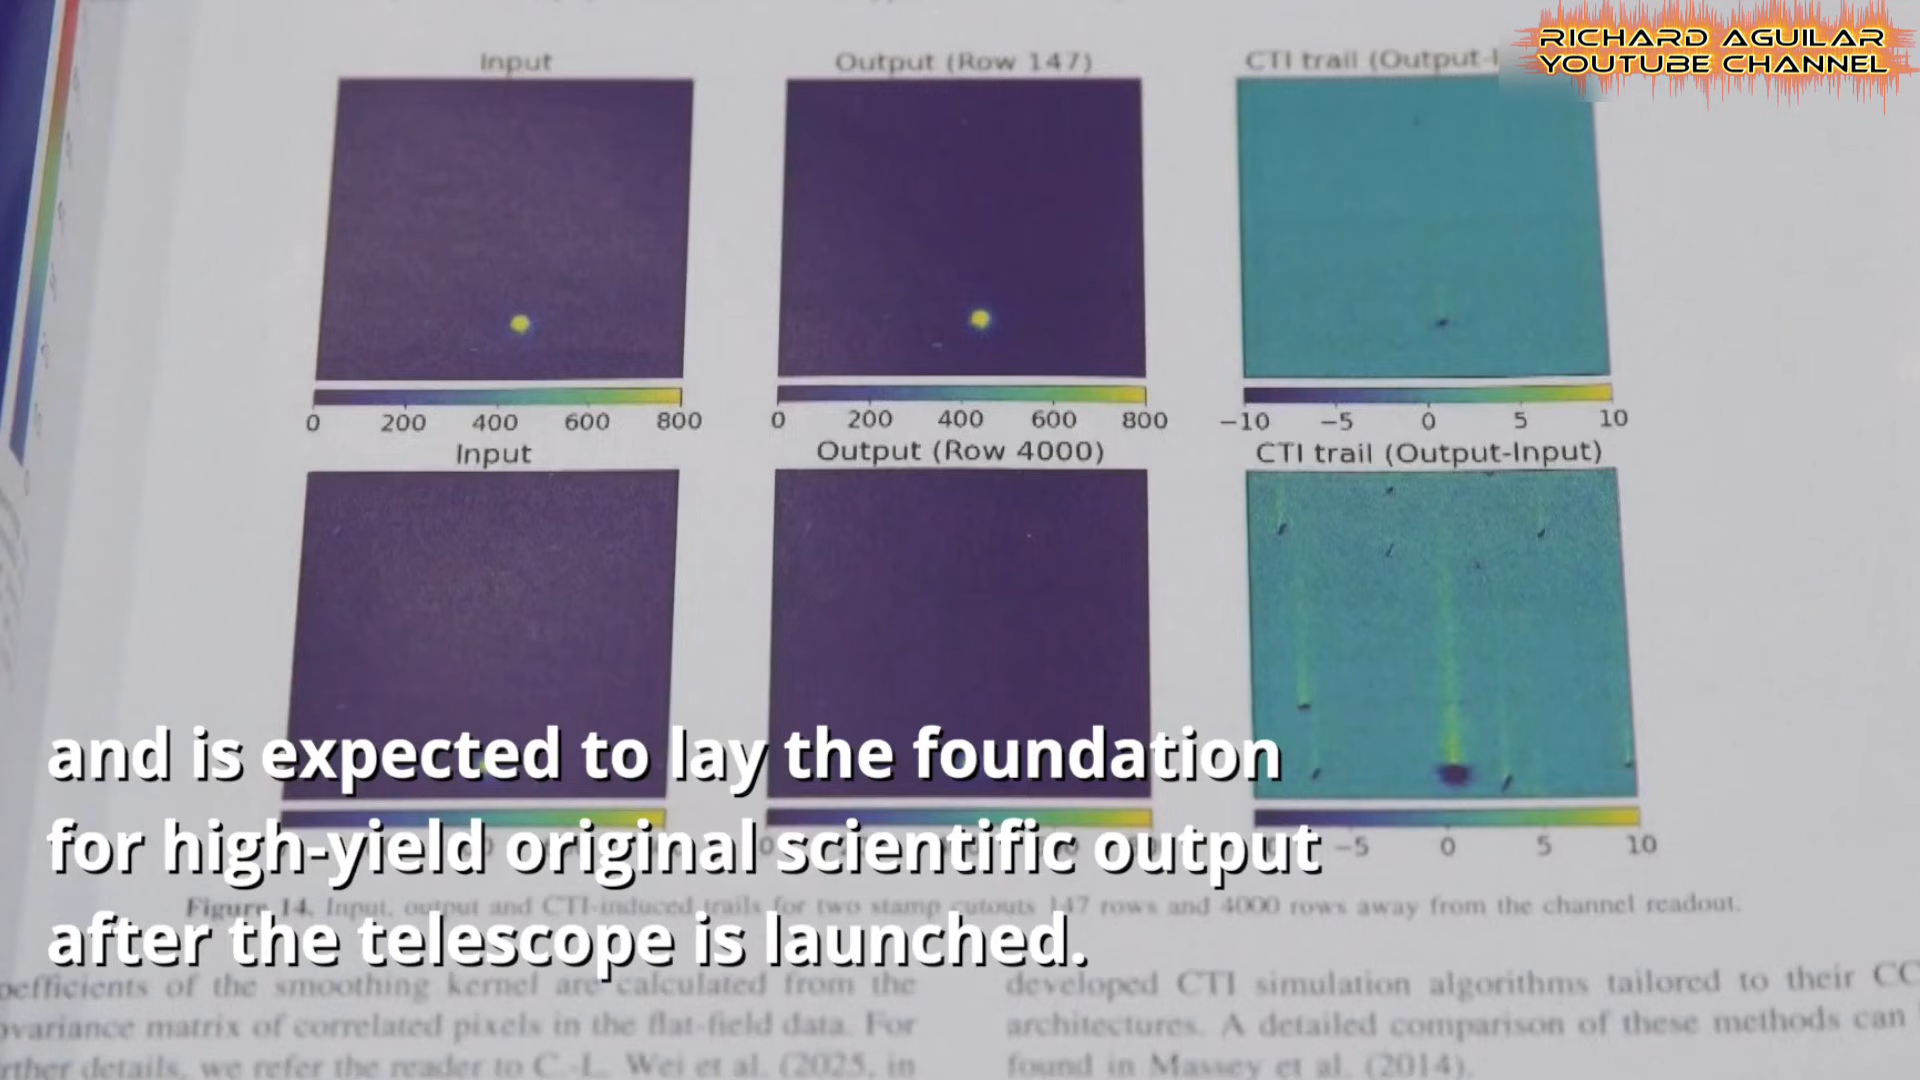 RICHARD AGUILAR
YOUTUBE CHANNEL
Input
Output (Row 147)
CTI trail (Output-I
0 200 400 600 800
0 200 400 600 800
−10 −5 0 5 10
Input
Output (Row 4000)
CTI trail (Output-Input)
−5 0 5 10
and is expected to lay the foundation
for high-yield original scientific output
after the telescope is launched.
Figure 14. Input, output and CTI-induced trails for two stamp cutouts 147 rows and 4000 rows away from the channel readout.
oefficients of the smoothing kernel are calculated from the
ovariance matrix of correlated pixels in the flat-field data. For
rther details, we refer the reader to C.-L. Wei et al. (2025, in
developed CTI simulation algorithms tailored to their CC
architectures. A detailed comparison of these methods can
found in Massey et al. (2014).